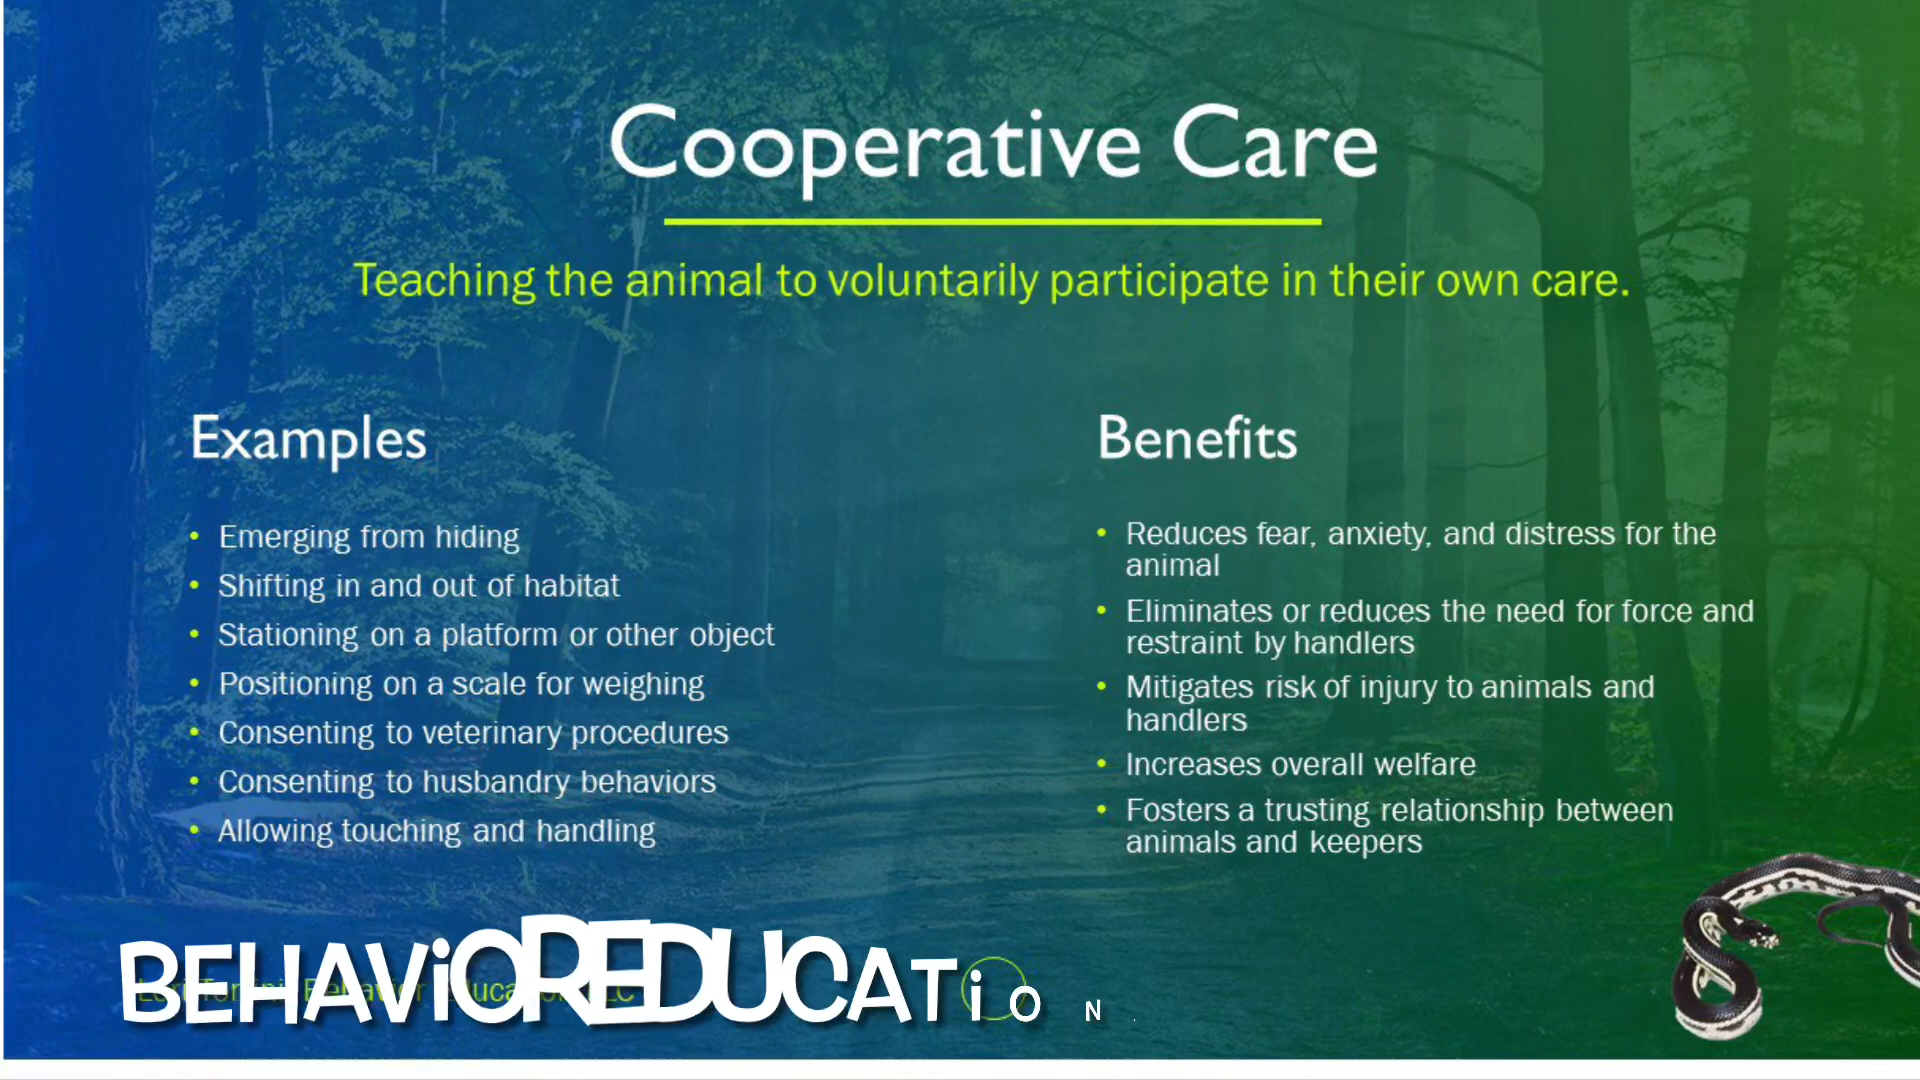 Cooperative Care
Teaching the animal to voluntarily participate in their own care.
Examples
• Emerging from hiding
• Shifting in and out of habitat
• Stationing on a platform or other object
• Positioning on a scale for weighing
• Consenting to veterinary procedures
• Consenting to husbandry behaviors
• Allowing touching and handling
Benefits
• Reduces fear, anxiety, and distress for the
animal
• Eliminates or reduces the need for force and
restraint by handlers
• Mitigates risk of injury to animals and
handlers
• Increases overall welfare
• Fosters a trusting relationship between
animals and keepers
BEHAViOREDUCATiON.